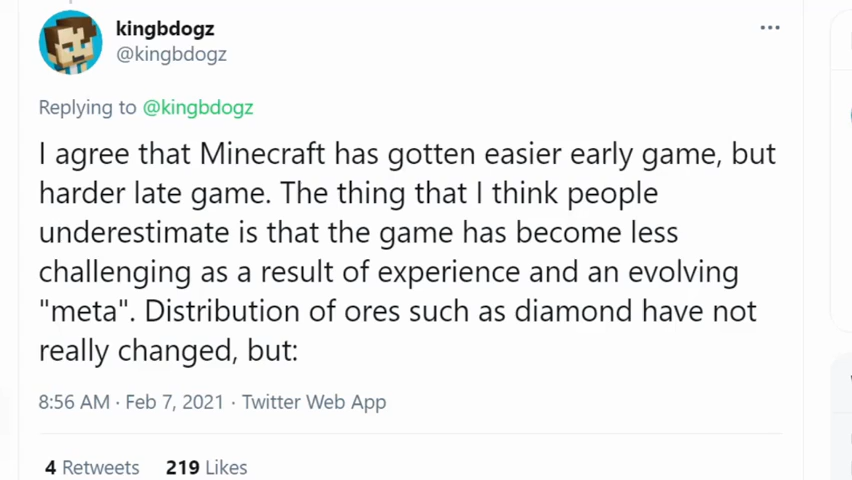 kingbdogz
@kingbdogz
Replying to @kingbdogz
I agree that Minecraft has gotten easier early game, but
harder late game. The thing that I think people
underestimate is that the game has become less
challenging as a result of experience and an evolving
"meta". Distribution of ores such as diamond have not
really changed, but:
8:56 AM · Feb 7, 2021 · Twitter Web App
4 Retweets 219 Likes